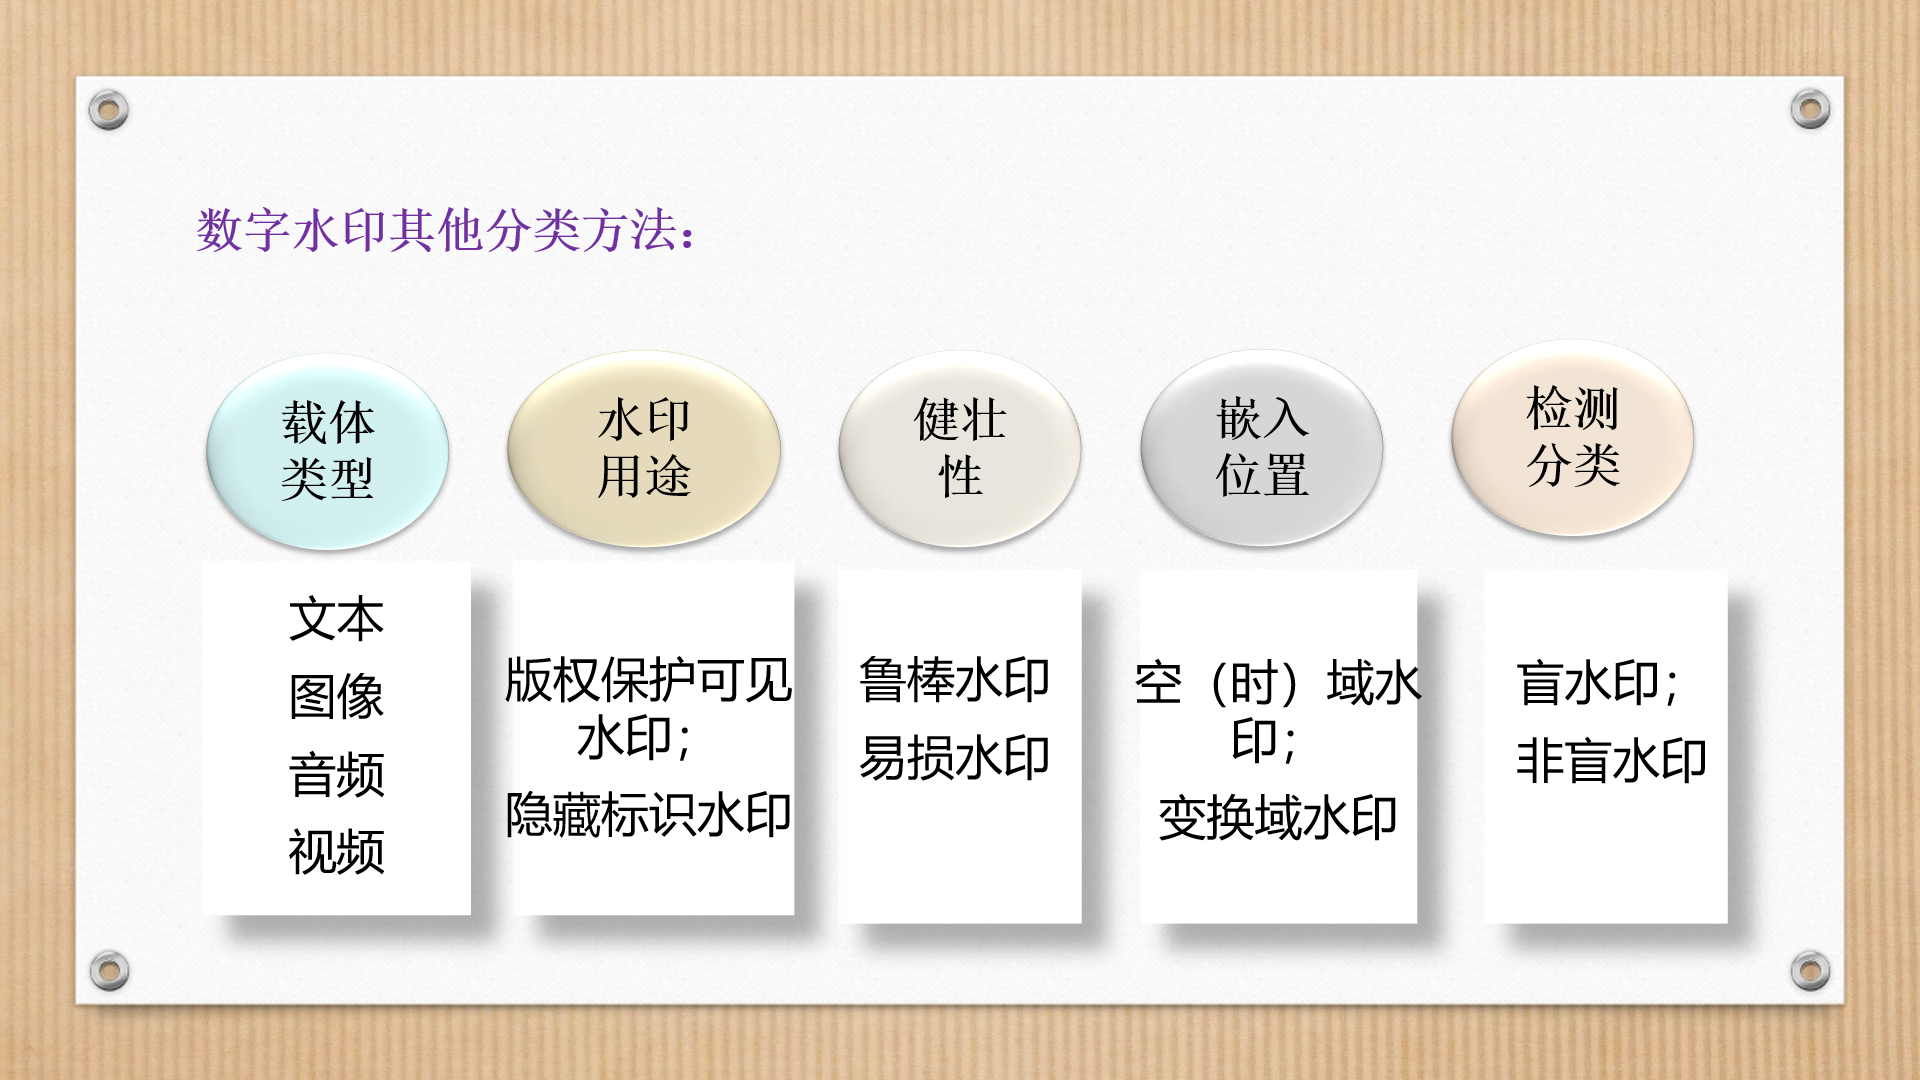 数字水印其他分类方法：
载体
类型
水印
用途
健壮
性
嵌入
位置
检测
分类
文本
图像
音频
视频
版权保护可见
水印；
隐藏标识水印
鲁棒水印
易损水印
空（时）域水
印；
变换域水印
盲水印；
非盲水印